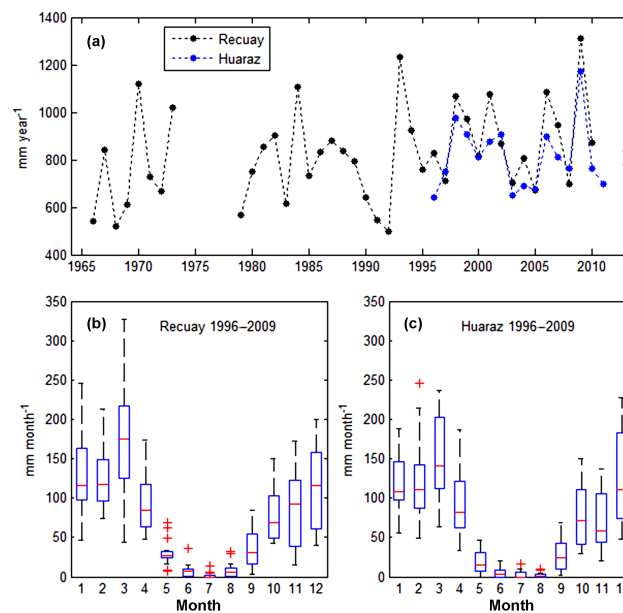 1400
1200
1000
800
600
400
mm year-1
(a)
Recuay
Huaraz
1965 1970 1975 1980 1985 1990 1995 2000 2005 2010
350
300
250
200
150
100
50
0
mm month-1
(b)
Recuay 1996–2009
1 2 3 4 5 6 7 8 9 10 11 12
Month
350
300
250
200
150
100
50
0
mm month-1
(c)
Huaraz 1996–2009
1 2 3 4 5 6 7 8 9 10 11 1
Month